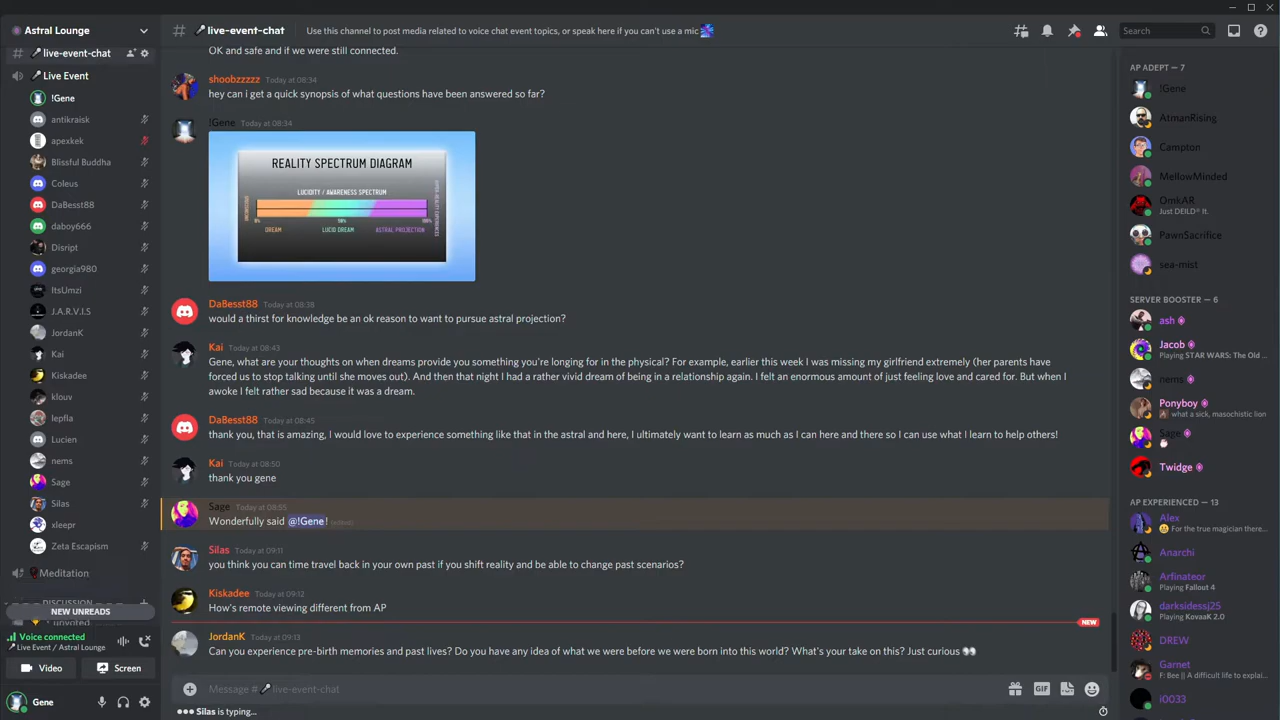 Astral Lounge
live-event-chat
Use this channel to post media related to voice chat event topics, or speak here if you can't use a mic
Search
live-event-chat
Live Event
!Gene
antikraisk
apexkek
Blissful Buddha
Coleus
DaBesst88
daboy666
Disript
georgia980
ItsUmzi
J.A.R.V.I.S
JordanK
Kai
Kiskadee
klouv
lepfla
Lucien
nems
Sage
Silas
xleepr
Zeta Escapism
Meditation
NEW UNREADS
Voice connected
Live Event / Astral Lounge
Video
Screen
Gene
OK and safe and if we were still connected.
shoobzzzzz Today at 08:34
hey can i get a quick synopsis of what questions have been answered so far?
!Gene Today at 08:34
REALITY SPECTRUM DIAGRAM
LUCIDITY / AWARENESS SPECTRUM
0% 50% 100%
DREAM LUCID DREAM ASTRAL PROJECTION
DaBesst88 Today at 08:38
would a thirst for knowledge be an ok reason to want to pursue astral projection?
Kai Today at 08:43
Gene, what are your thoughts on when dreams provide you something you're longing for in the physical? For example, earlier this week I was missing my girlfriend extremely (her parents have
forced us to stop talking until she moves out). And then that night I had a rather vivid dream of being in a relationship again. I felt an enormous amount of just feeling love and cared for. But when I
awoke I felt rather sad because it was a dream.
DaBesst88 Today at 08:45
thank you, that is amazing, I would love to experience something like that in the astral and here, I ultimately want to learn as much as I can here and there so I can use what I learn to help others!
Kai Today at 08:50
thank you gene
Sage Today at 08:55
Wonderfully said @!Gene ! (edited)
Silas Today at 09:11
you think you can time travel back in your own past if you shift reality and be able to change past scenarios?
Kiskadee Today at 09:12
How's remote viewing different from AP
NEW
JordanK Today at 09:13
Can you experience pre-birth memories and past lives? Do you have any idea of what we were before we were born into this world? What's your take on this? Just curious 👀
Message # live-event-chat
GIF
Silas is typing...
AP ADEPT — 7
!Gene
AtmanRising
Campton
MellowMinded
OmkAR
Just DEILD^ It.
PawnSacrifice
sea-mist
SERVER BOOSTER — 6
ash
Jacob
Playing STAR WARS: The Old ...
nems
Ponyboy
what a sick, masochistic lion
Sage
Twidge
AP EXPERIENCED — 13
Alex
For the true magician there...
Anarchi
Arfinateor
Playing Fallout 4
darksidessj25
Playing KovaaK 2.0
DREW
Garnet
F: Bee || A difficult life to explai...
i0033